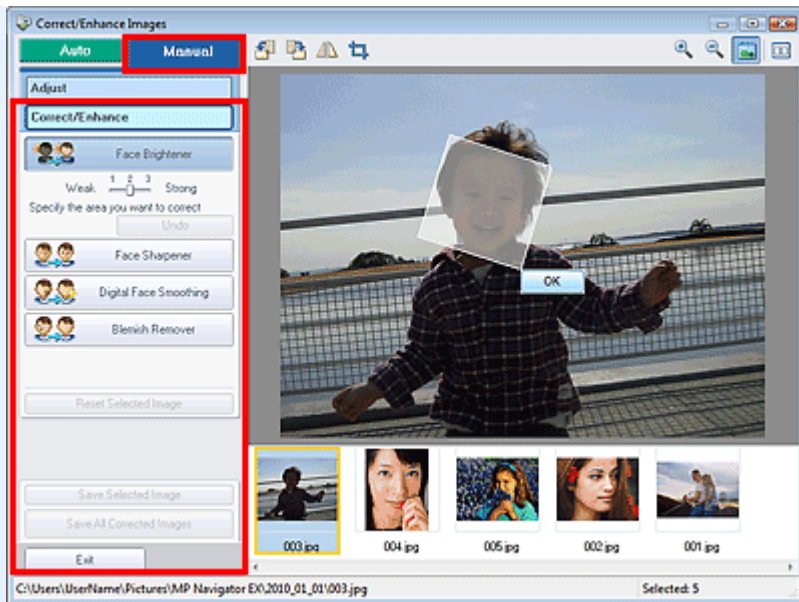 Correct/Enhance Images
Auto Manual
Adjust
Correct/Enhance
Face Brightener
1 2 3
Weak Strong
Specify the area you want to correct
Undo
Face Sharpener
Digital Face Smoothing
Blemish Remover
Reset Selected Image
Save Selected Image
Save All Corrected Images
Exit
OK
003.jpg 004.jpg 005.jpg 002.jpg 001.jpg
C:\Users\UserName\Pictures\MP Navigator EX\2010_01_01\003.jpg Selected: 5